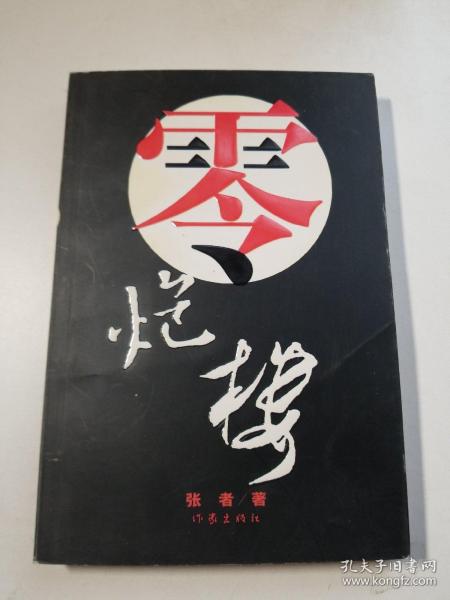 零
炮
楼
张 者/著
作家出版社
孔夫子旧书网
www.kongfz.com